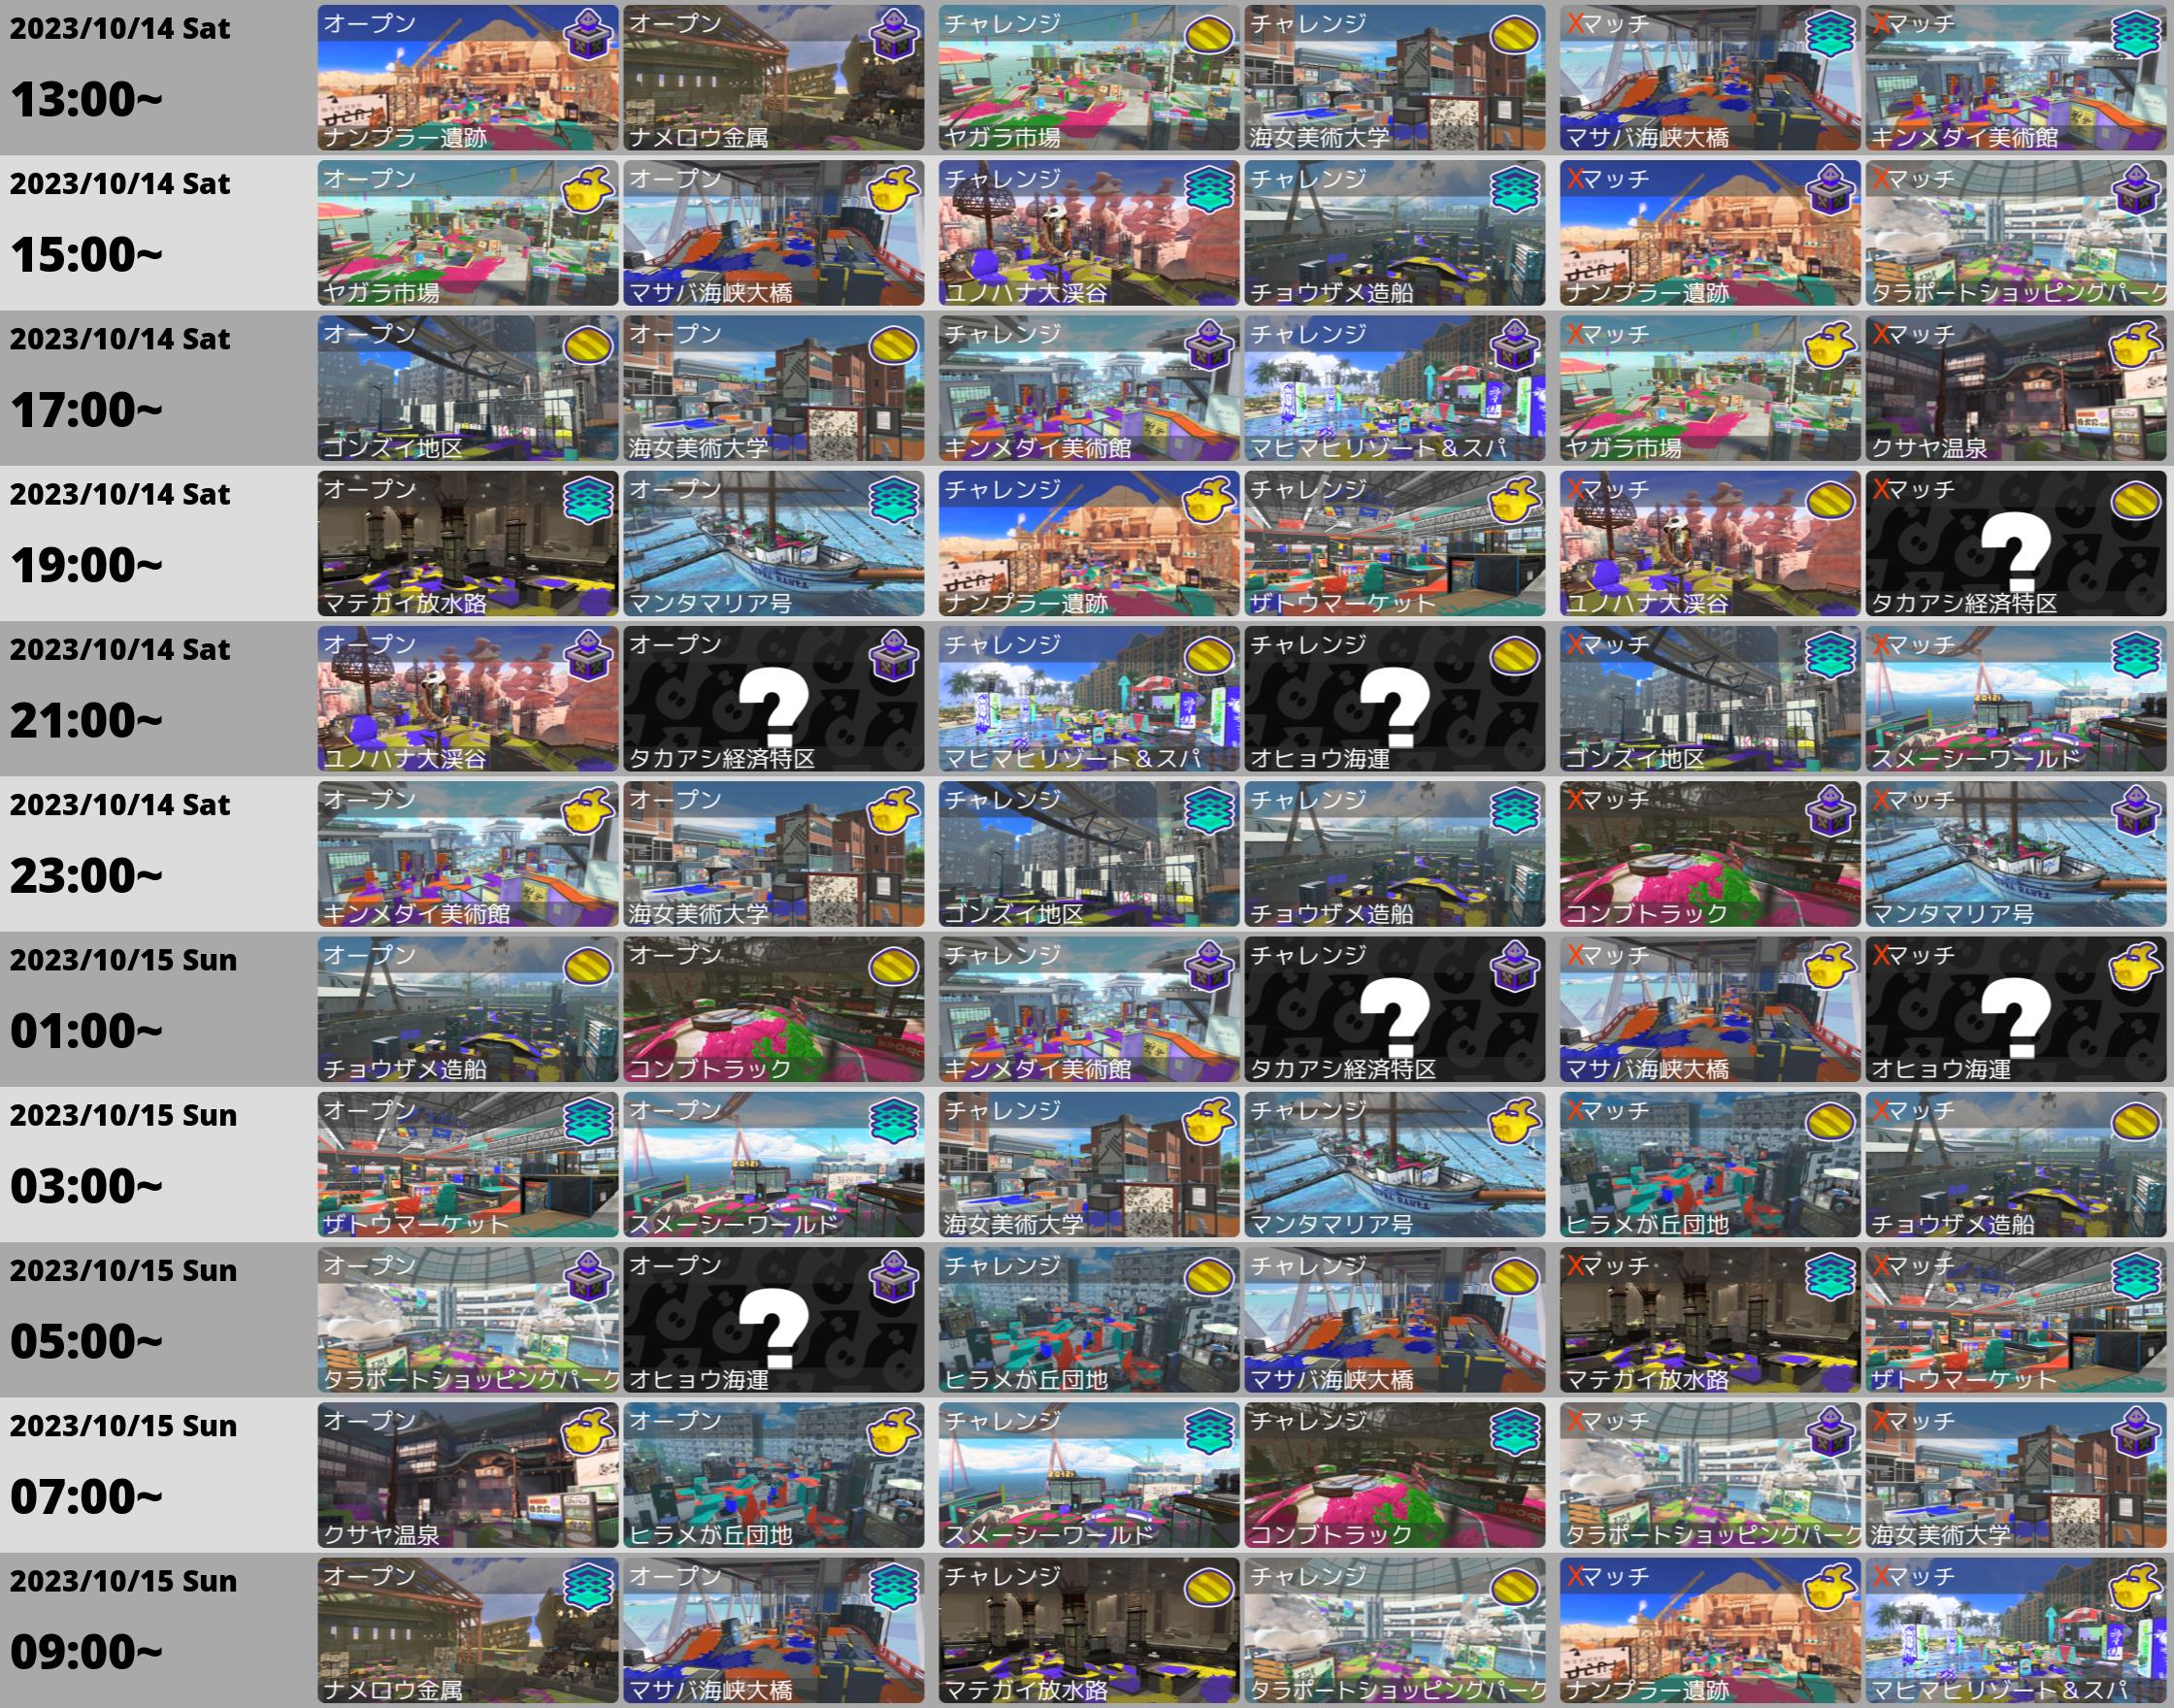 2023/10/14 Sat
13:00~
オープン オープン チャレンジ チャレンジ Xマッチ Xマッチ
ナンプラー遺跡 ナメロウ金属 ヤガラ市場 海女美術大学 マサバ海峡大橋 キンメダイ美術館
2023/10/14 Sat
15:00~
オープン オープン チャレンジ チャレンジ Xマッチ Xマッチ
ヤガラ市場 マサバ海峡大橋 ユノハナ大渓谷 チョウザメ造船 ナンプラー遺跡 タラポートショッピングパーク
2023/10/14 Sat
17:00~
オープン オープン チャレンジ チャレンジ Xマッチ Xマッチ
ゴンズイ地区 海女美術大学 キンメダイ美術館 マヒマヒリゾート＆スパ ヤガラ市場 クサヤ温泉
2023/10/14 Sat
19:00~
オープン オープン チャレンジ チャレンジ Xマッチ Xマッチ
マテガイ放水路 マンタマリア号 ナンプラー遺跡 ザトウマーケット ユノハナ大渓谷 タカアシ経済特区
2023/10/14 Sat
21:00~
オープン オープン チャレンジ チャレンジ Xマッチ Xマッチ
ユノハナ大渓谷 タカアシ経済特区 マヒマヒリゾート＆スパ オヒョウ海運 ゴンズイ地区 スメーシーワールド
2023/10/14 Sat
23:00~
オープン オープン チャレンジ チャレンジ Xマッチ Xマッチ
キンメダイ美術館 海女美術大学 ゴンズイ地区 チョウザメ造船 コンブトラック マンタマリア号
2023/10/15 Sun
01:00~
オープン オープン チャレンジ チャレンジ Xマッチ Xマッチ
チョウザメ造船 コンブトラック キンメダイ美術館 タカアシ経済特区 マサバ海峡大橋 オヒョウ海運
2023/10/15 Sun
03:00~
オープン オープン チャレンジ チャレンジ Xマッチ Xマッチ
ザトウマーケット スメーシーワールド 海女美術大学 マンタマリア号 ヒラメが丘団地 チョウザメ造船
2023/10/15 Sun
05:00~
オープン オープン チャレンジ チャレンジ Xマッチ Xマッチ
タラポートショッピングパーク オヒョウ海運 ヒラメが丘団地 マサバ海峡大橋 マテガイ放水路 ザトウマーケット
2023/10/15 Sun
07:00~
オープン オープン チャレンジ チャレンジ Xマッチ Xマッチ
クサヤ温泉 ヒラメが丘団地 スメーシーワールド コンブトラック タラポートショッピングパーク 海女美術大学
2023/10/15 Sun
09:00~
オープン オープン チャレンジ チャレンジ Xマッチ Xマッチ
ナメロウ金属 マサバ海峡大橋 マテガイ放水路 タラポートショッピングパーク ナンプラー遺跡 マヒマヒリゾート＆スパ